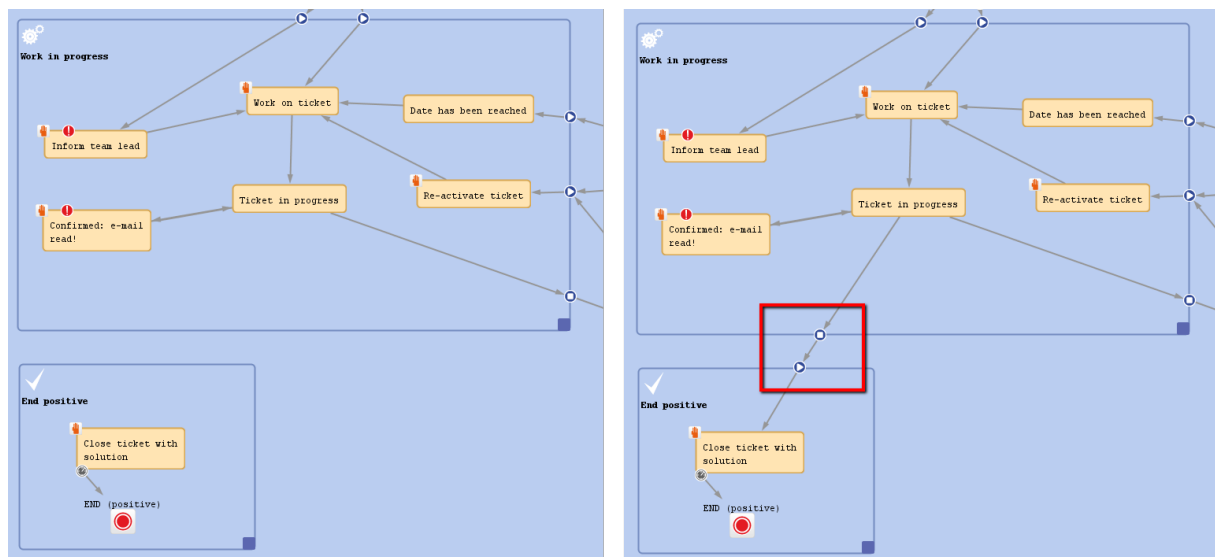 Work in progress
Work on ticket
Date has been reached
Inform team lead
Re-activate ticket
Ticket in progress
Confirmed: e-mail
read!
End positive
Close ticket with
solution
END (positive)
Work in progress
Work on ticket
Date has been reached
Inform team lead
Re-activate ticket
Ticket in progress
Confirmed: e-mail
read!
End positive
Close ticket with
solution
END (positive)